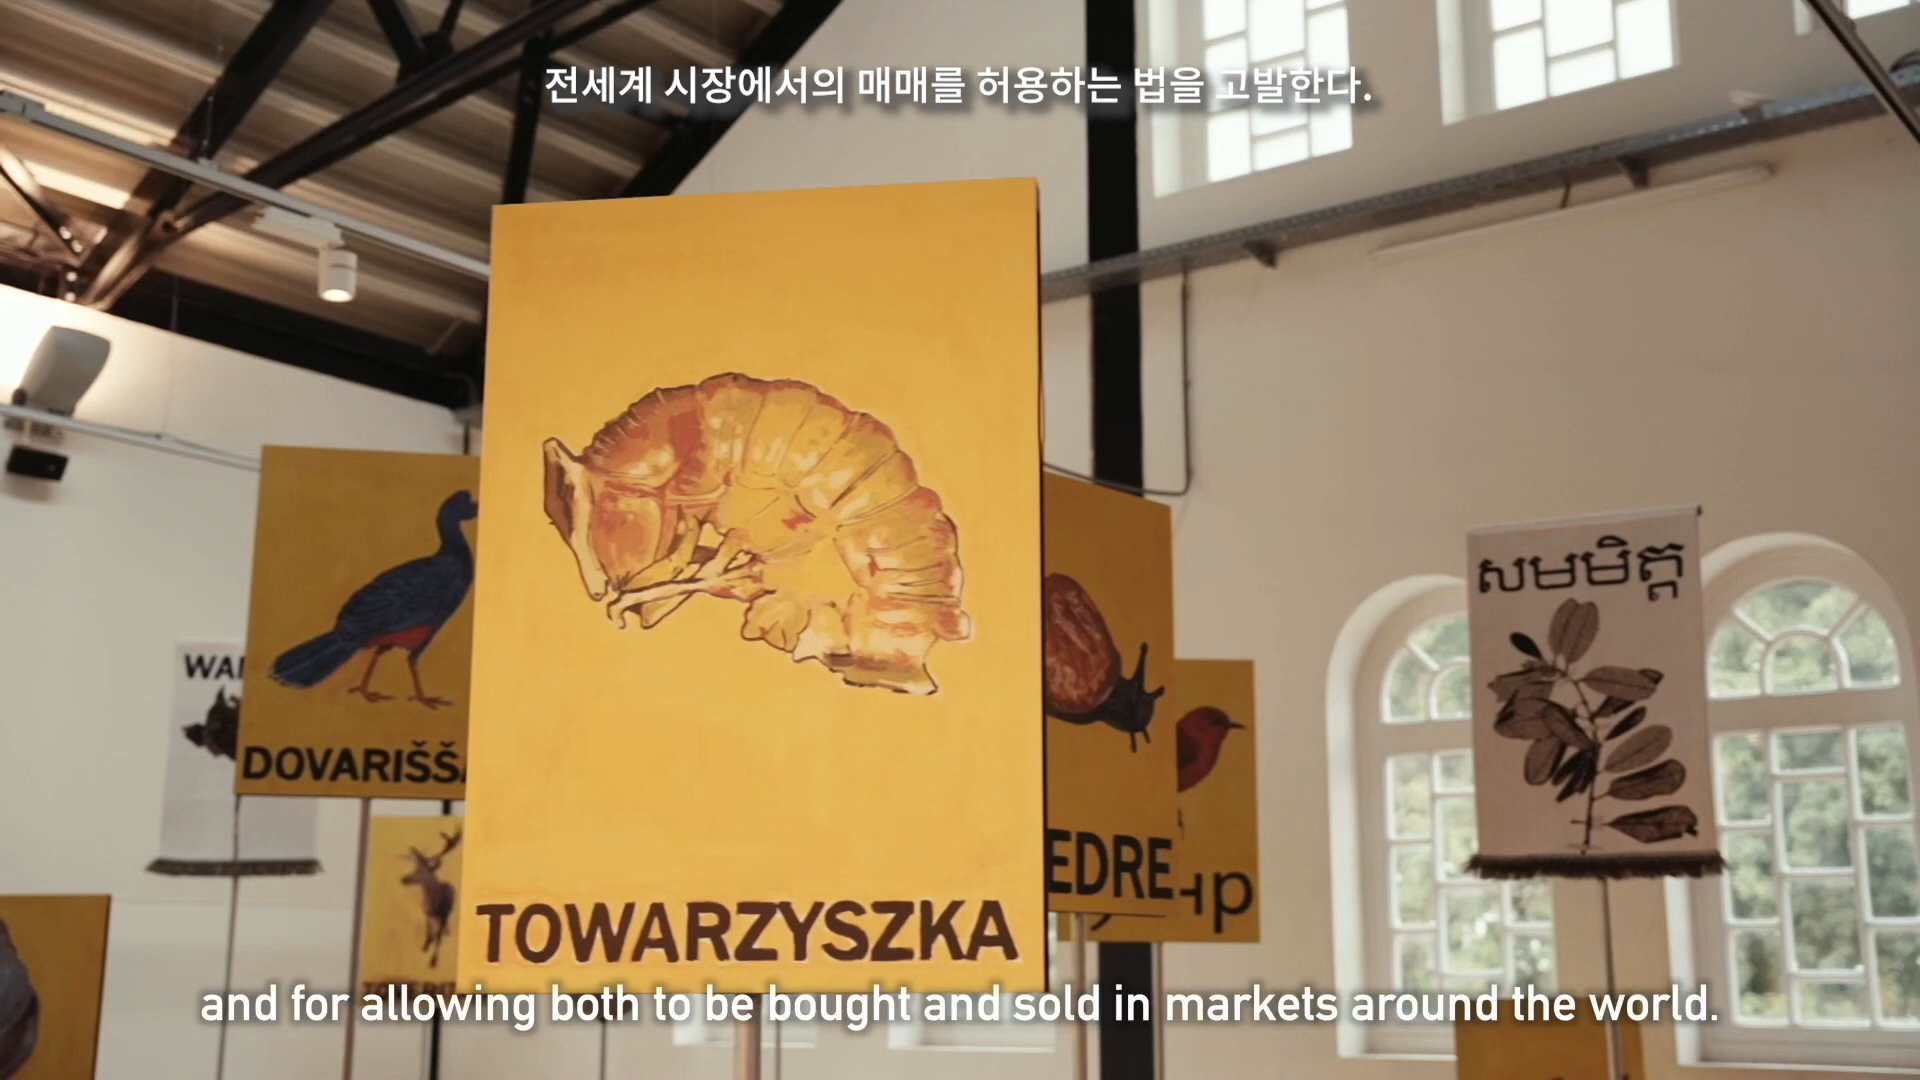 전세계 시장에서의 매매를 허용하는 법을 고발한다.
សមមិត្ត
DOVARIŠŠ
EDRE
TOWARZYSZKA
and for allowing both to be bought and sold in markets around the world.